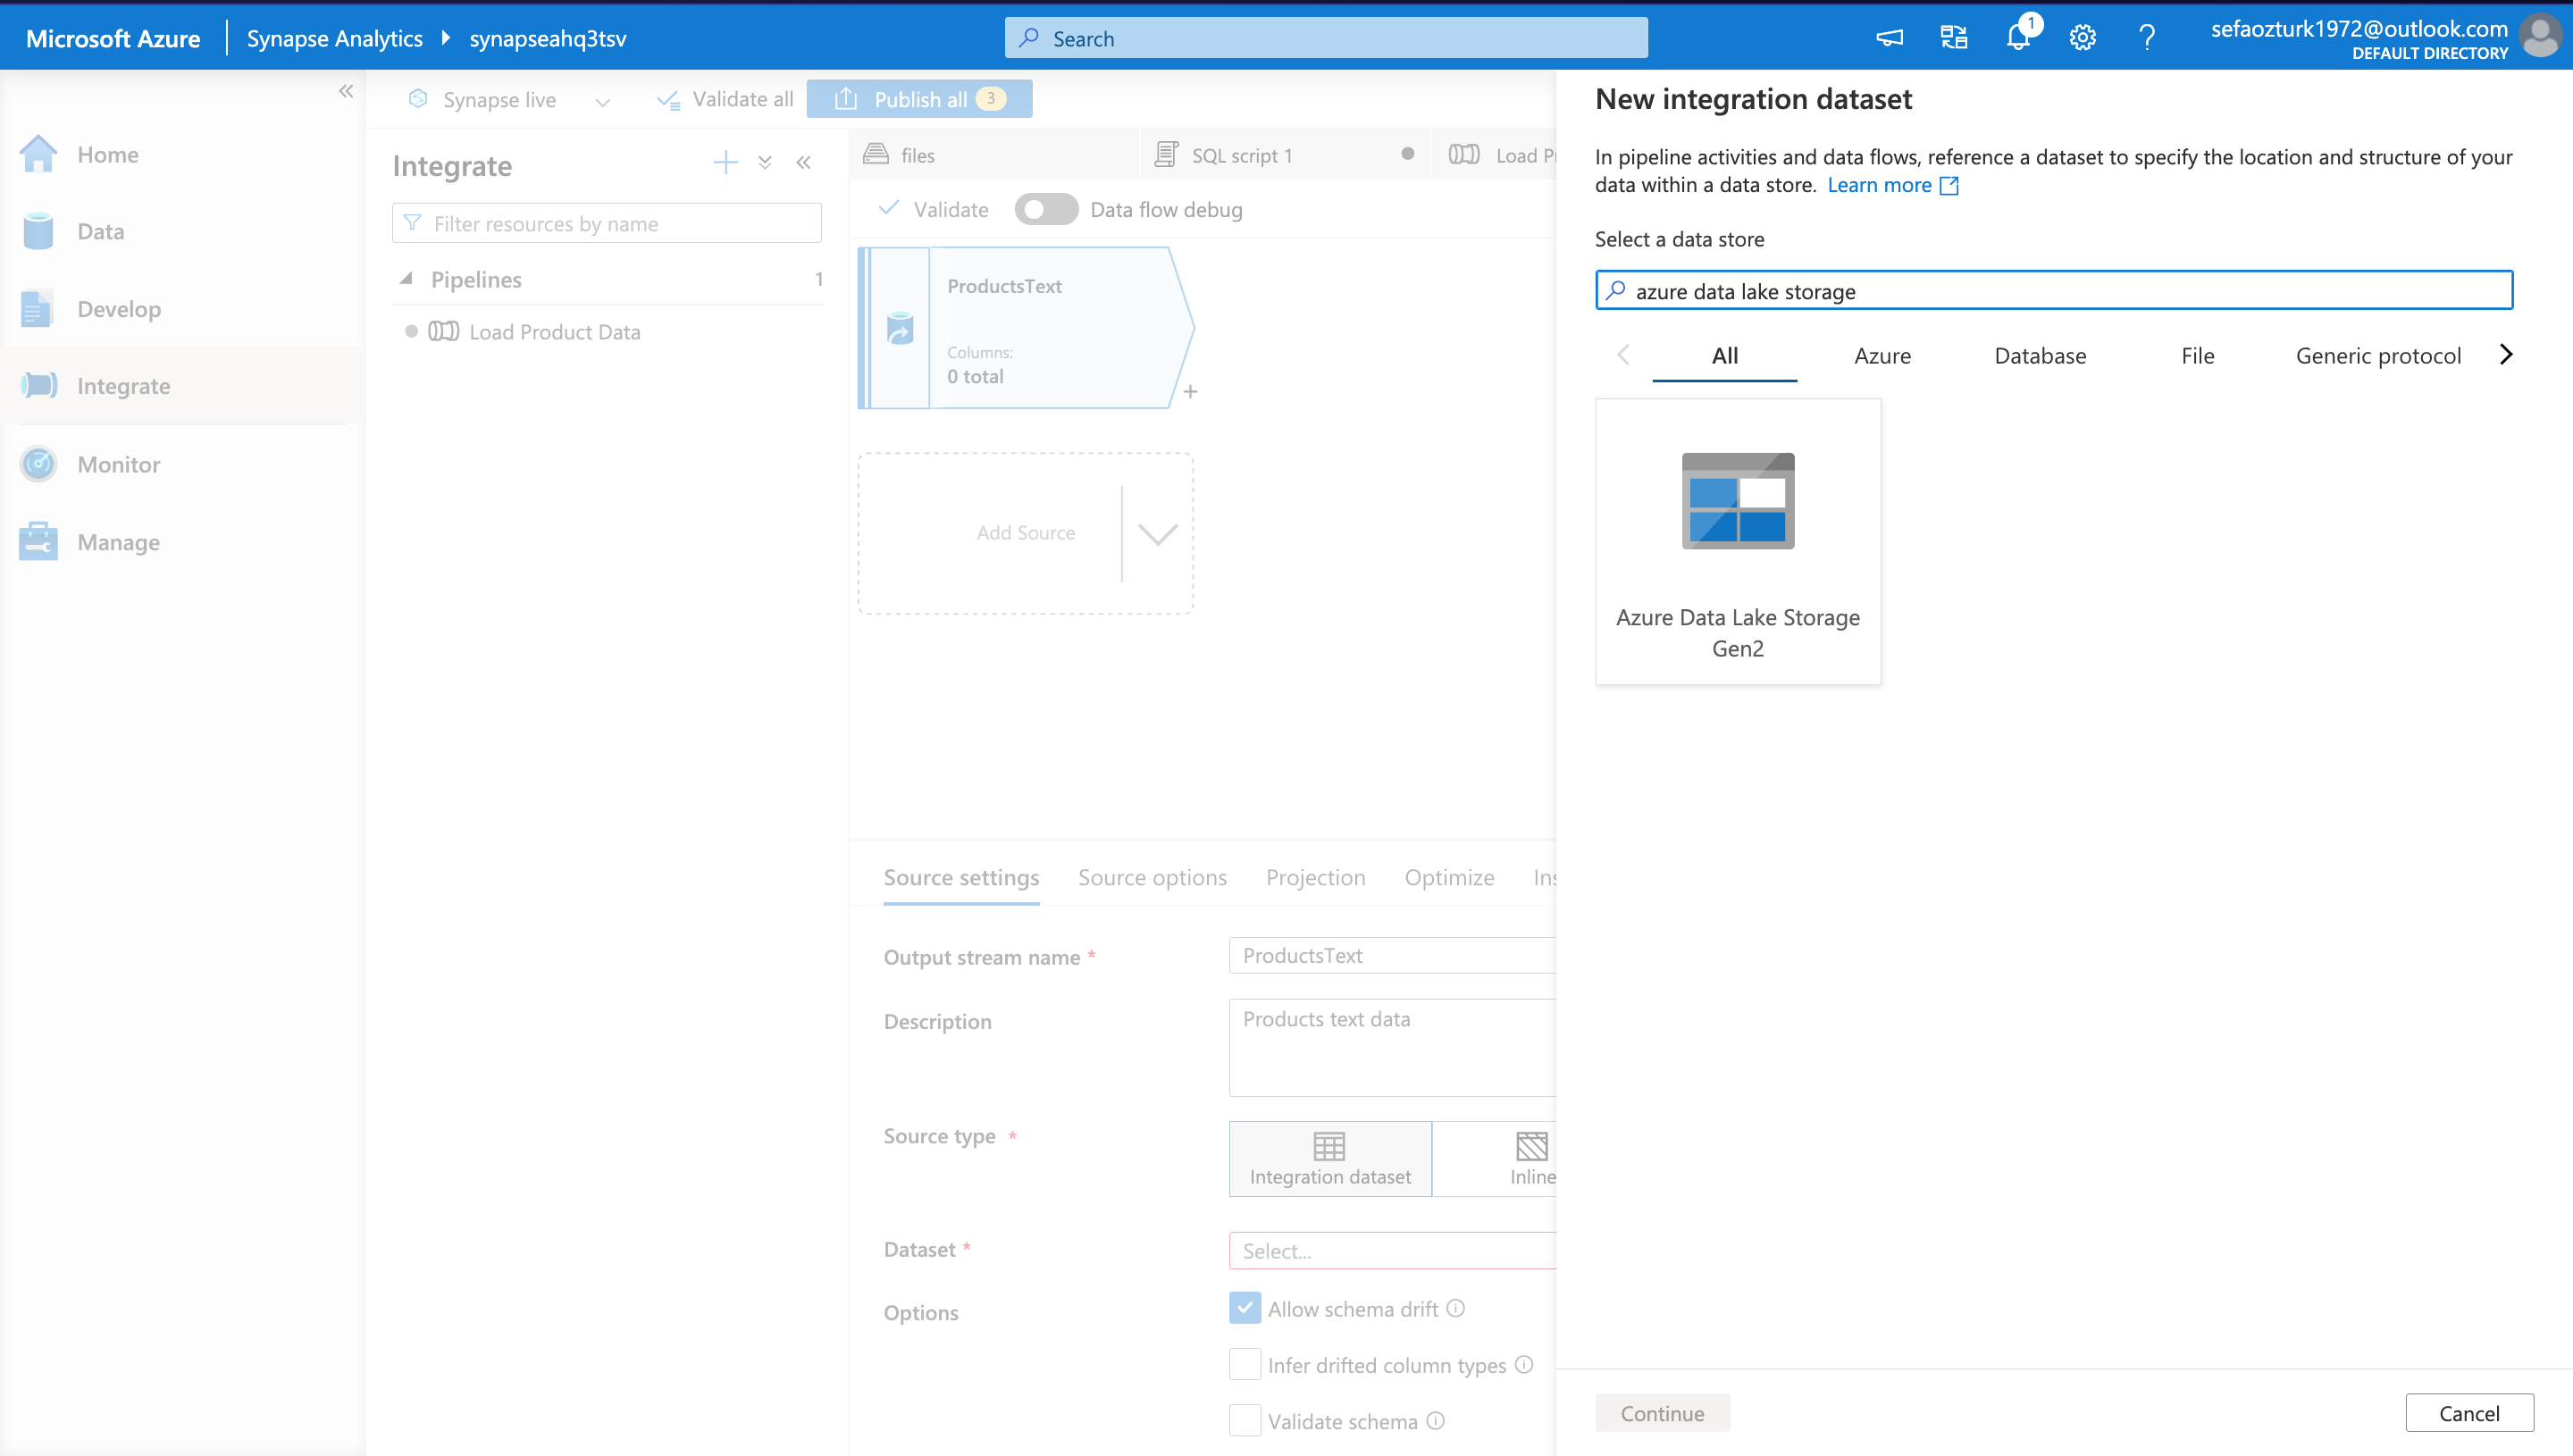 Microsoft Azure
Synapse Analytics
synapseahq3tsv
Search
1
sefaozturk1972@outlook.com
DEFAULT DIRECTORY
Home
Data
Develop
Integrate
Monitor
Manage
Synapse live
Validate all
Publish all 3
Integrate
Filter resources by name
Pipelines 1
Load Product Data
files
SQL script 1
Load Pr
Validate
Data flow debug
ProductsText
Columns:
0 total
Add Source
Source settings
Source options
Projection
Optimize
Ins
Output stream name *
ProductsText
Description
Products text data
Source type *
Integration dataset
Inline
Dataset *
Select...
Options
Allow schema drift
Infer drifted column types
Validate schema
New integration dataset
In pipeline activities and data flows, reference a dataset to specify the location and structure of your
data within a data store. Learn more
Select a data store
azure data lake storage
All
Azure
Database
File
Generic protocol
Azure Data Lake Storage
Gen2
Continue
Cancel